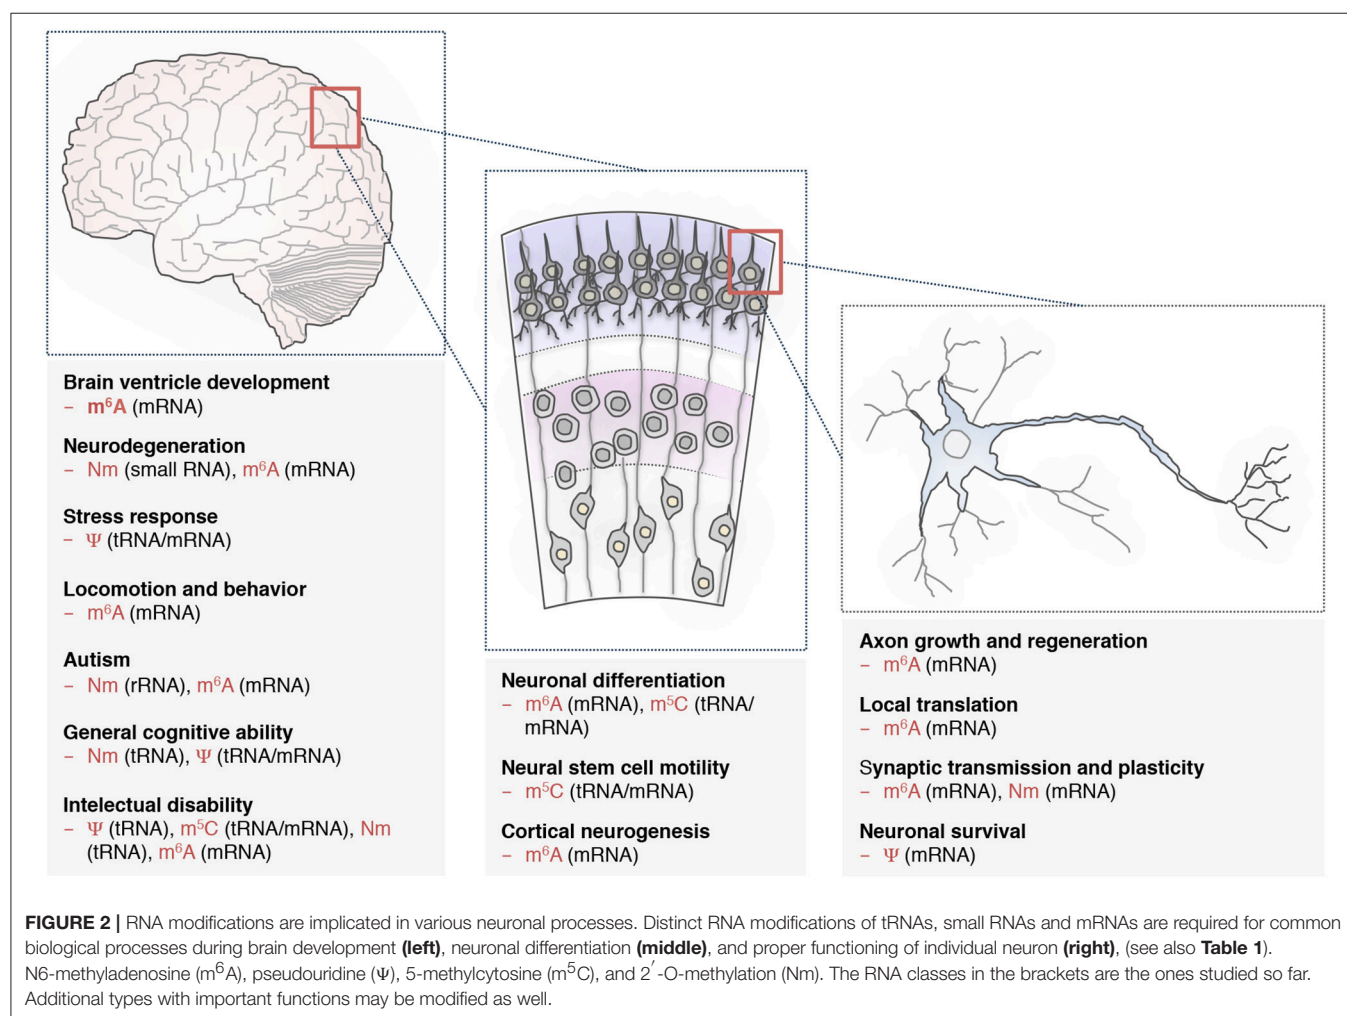 Brain ventricle development
– m⁶A (mRNA)
Neurodegeneration
– Nm (small RNA), m⁶A (mRNA)
Stress response
– Ψ (tRNA/mRNA)
Locomotion and behavior
– m⁶A (mRNA)
Autism
– Nm (rRNA), m⁶A (mRNA)
General cognitive ability
– Nm (tRNA), Ψ (tRNA/mRNA)
Intelectual disability
– Ψ (tRNA), m⁵C (tRNA/mRNA), Nm
(tRNA), m⁶A (mRNA)
Neuronal differentiation
– m⁶A (mRNA), m⁵C (tRNA/
mRNA)
Neural stem cell motility
– m⁵C (tRNA/mRNA)
Cortical neurogenesis
– m⁶A (mRNA)
Axon growth and regeneration
– m⁶A (mRNA)
Local translation
– m⁶A (mRNA)
Synaptic transmission and plasticity
– m⁶A (mRNA), Nm (mRNA)
Neuronal survival
– Ψ (mRNA)
FIGURE 2 | RNA modifications are implicated in various neuronal processes. Distinct RNA modifications of tRNAs, small RNAs and mRNAs are required for common
biological processes during brain development (left), neuronal differentiation (middle), and proper functioning of individual neuron (right), (see also Table 1).
N6-methyladenosine (m⁶A), pseudouridine (Ψ), 5-methylcytosine (m⁵C), and 2′-O-methylation (Nm). The RNA classes in the brackets are the ones studied so far.
Additional types with important functions may be modified as well.